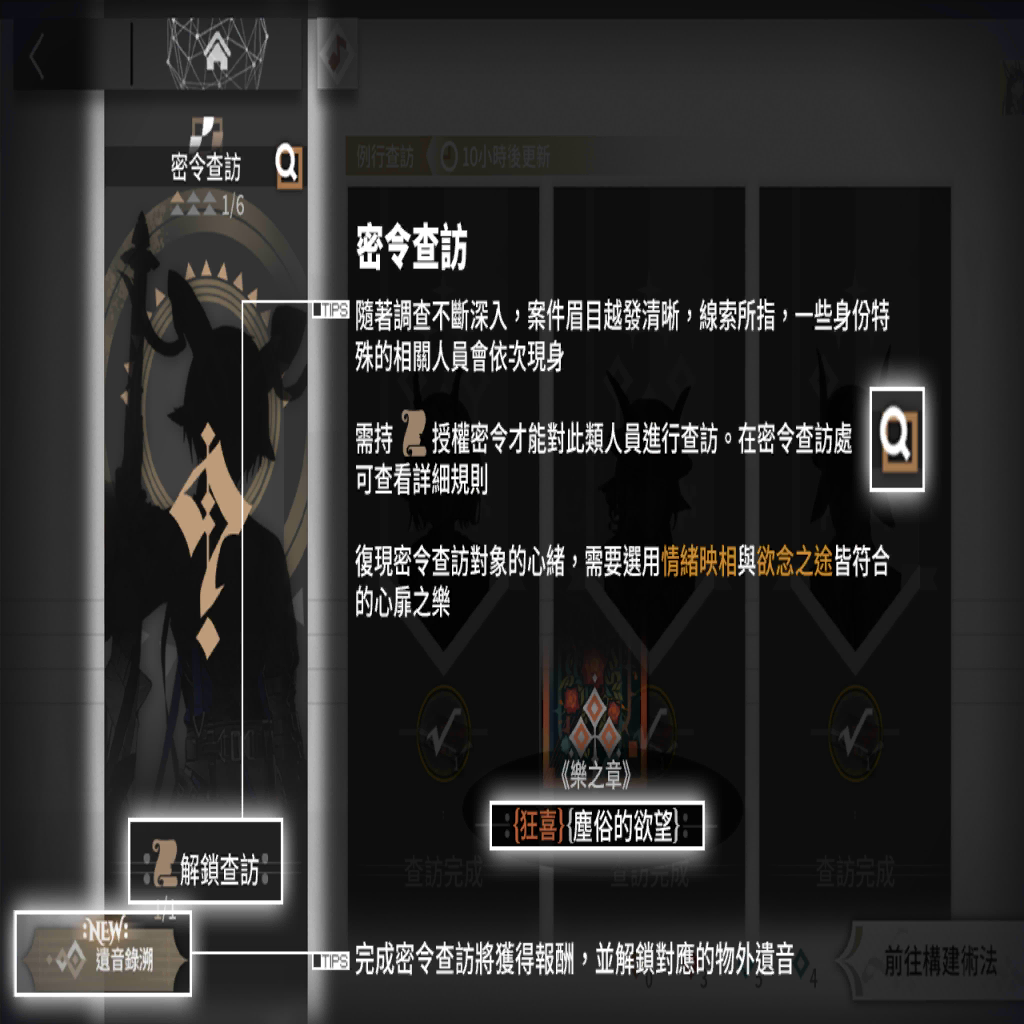 密令查訪
1/6
例行查訪
10小時後更新
密令查訪
TIPS
隨著調查不斷深入，案件眉目越發清晰，線索所指，一些身份特
殊的相關人員會依次現身
需持 授權密令才能對此類人員進行查訪。在密令查訪處
可查看詳細規則
復現密令查訪對象的心緒，需要選用情緒映相與欲念之途皆符合
的心扉之樂
《樂之章》
{狂喜}{塵俗的欲望}
解鎖查訪
1/1
查訪完成
查訪完成
查訪完成
:NEW:
遺音錄溯
TIPS
完成密令查訪將獲得報酬，並解鎖對應的物外遺音
前往構建術法